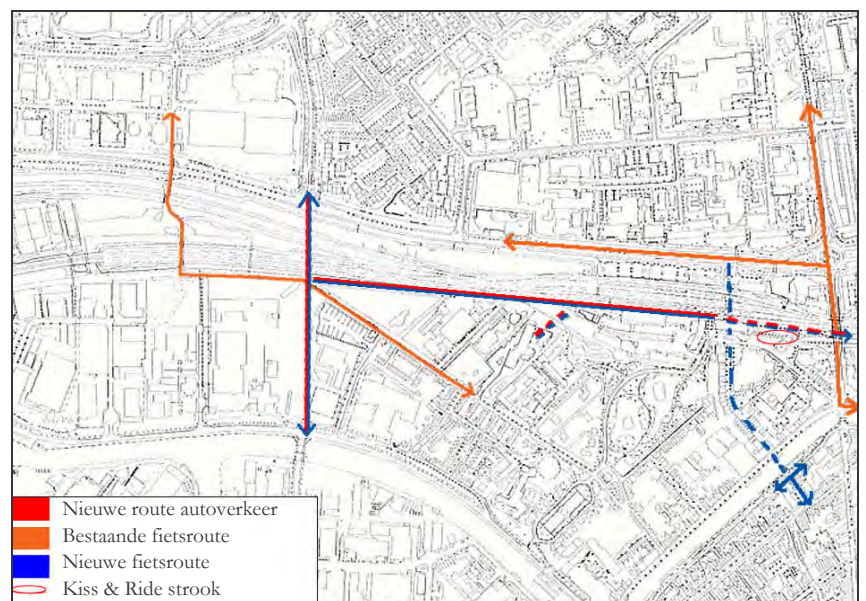 Nieuwe route autoverkeer
Bestaande fietsroute
Nieuwe fietsroute
Kiss & Ride strook